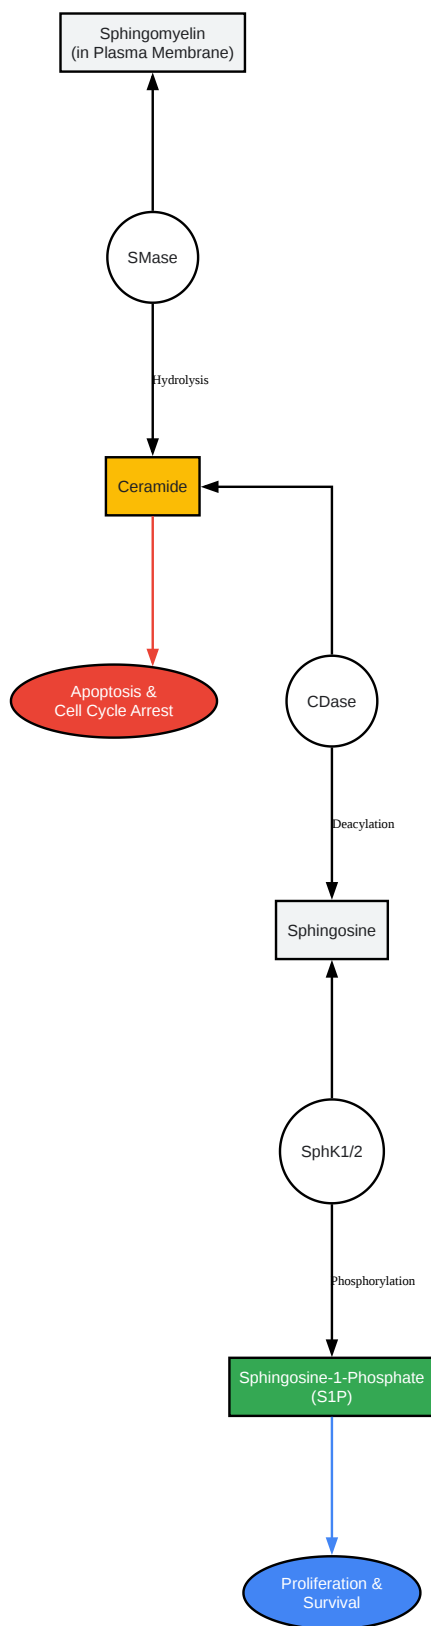 Sphingomyelin
(in Plasma Membrane)
SMase
Hydrolysis
Ceramide
Apoptosis &
Cell Cycle Arrest
CDase
Deacylation
Sphingosine
SphK1/2
Phosphorylation
Sphingosine-1-Phosphate
(S1P)
Proliferation &
Survival